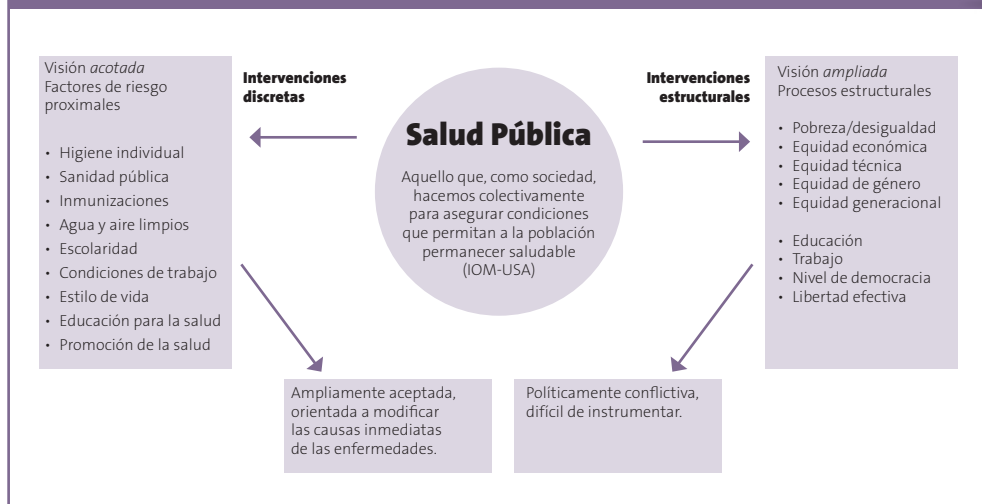 Visión acotada
Factores de riesgo
proximales
• Higiene individual
• Sanidad pública
• Inmunizaciones
• Agua y aire limpios
• Escolaridad
• Condiciones de trabajo
• Estilo de vida
• Educación para la salud
• Promoción de la salud
Intervenciones
discretas
Salud Pública
Aquello que, como sociedad,
hacemos colectivamente
para asegurar condiciones
que permitan a la población
permanecer saludable
(IOM-USA)
Intervenciones
estructurales
Visión ampliada
Procesos estructurales
• Pobreza/desigualdad
• Equidad económica
• Equidad técnica
• Equidad de género
• Equidad generacional
• Educación
• Trabajo
• Nivel de democracia
• Libertad efectiva
Ampliamente aceptada,
orientada a modificar
las causas inmediatas
de las enfermedades.
Políticamente conflictiva,
difícil de instrumentar.